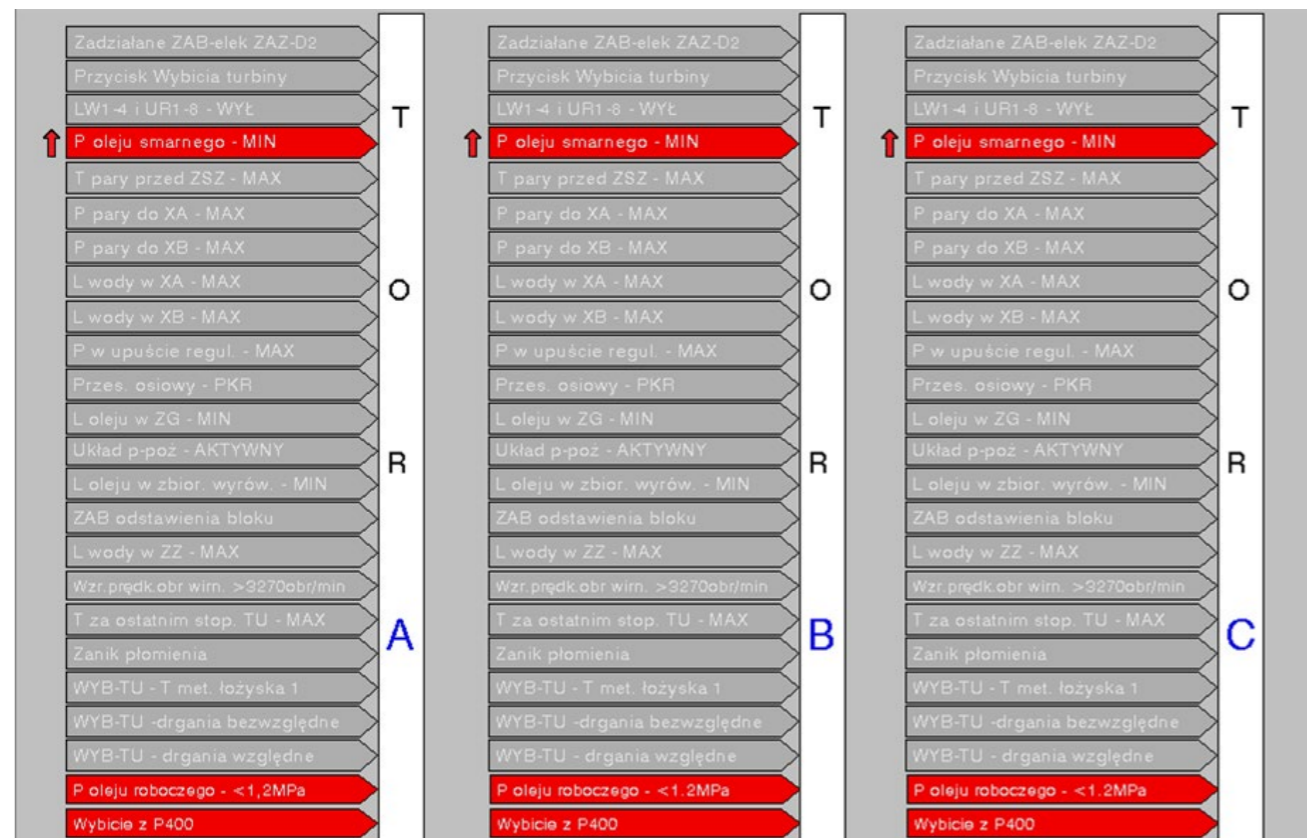 Zadziałane ZAB-elek ZAZ-D2
Przycisk Wybicia turbiny
LW1-4 i UR1-8 - WYŁ
P oleju smarnego - MIN
T pary przed ZSZ - MAX
P pary do XA - MAX
P pary do XB - MAX
L wody w XA - MAX
L wody w XB - MAX
P w upuście regul. - MAX
Przes. osiowy - PKR
L oleju w ZG - MIN
Układ p-poż - AKTYWNY
L oleju w zbior. wyrów. - MIN
ZAB odstawienia bloku
L wody w ZZ - MAX
Wzr.prędk.obr wirn. >3270obr/min
T za ostatnim stop. TU - MAX
Zanik płomienia
WYB-TU - T met. łożyska 1
WYB-TU -drgania bezwzględne
WYB-TU - drgania względne
P oleju roboczego - <1,2MPa
Wybicie z P400
T
O
R
A
Zadziałane ZAB-elek ZAZ-D2
Przycisk Wybicia turbiny
LW1-4 i UR1-8 - WYŁ
P oleju smarnego - MIN
T pary przed ZSZ - MAX
P pary do XA - MAX
P pary do XB - MAX
L wody w XA - MAX
L wody w XB - MAX
P w upuście regul. - MAX
Przes. osiowy - PKR
L oleju w ZG - MIN
Układ p-poż - AKTYWNY
L oleju w zbior. wyrów. - MIN
ZAB odstawienia bloku
L wody w ZZ - MAX
Wzr.prędk.obr wirn. >3270obr/min
T za ostatnim stop. TU - MAX
Zanik płomienia
WYB-TU - T met. łożyska 1
WYB-TU -drgania bezwzględne
WYB-TU - drgania względne
P oleju roboczego - <1.2MPa
Wybicie z P400
T
O
R
B
Zadziałane ZAB-elek ZAZ-D2
Przycisk Wybicia turbiny
LW1-4 i UR1-8 - WYŁ
P oleju smarnego - MIN
T pary przed ZSZ - MAX
P pary do XA - MAX
P pary do XB - MAX
L wody w XA - MAX
L wody w XB - MAX
P w upuście regul. - MAX
Przes. osiowy - PKR
L oleju w ZG - MIN
Układ p-poż - AKTYWNY
L oleju w zbior. wyrów. - MIN
ZAB odstawienia bloku
L wody w ZZ - MAX
Wzr.prędk.obr wirn. >3270obr/min
T za ostatnim stop. TU - MAX
Zanik płomienia
WYB-TU - T met. łożyska 1
WYB-TU -drgania bezwzględne
WYB-TU - drgania względne
P oleju roboczego - <1.2MPa
Wybicie z P400
T
O
R
C